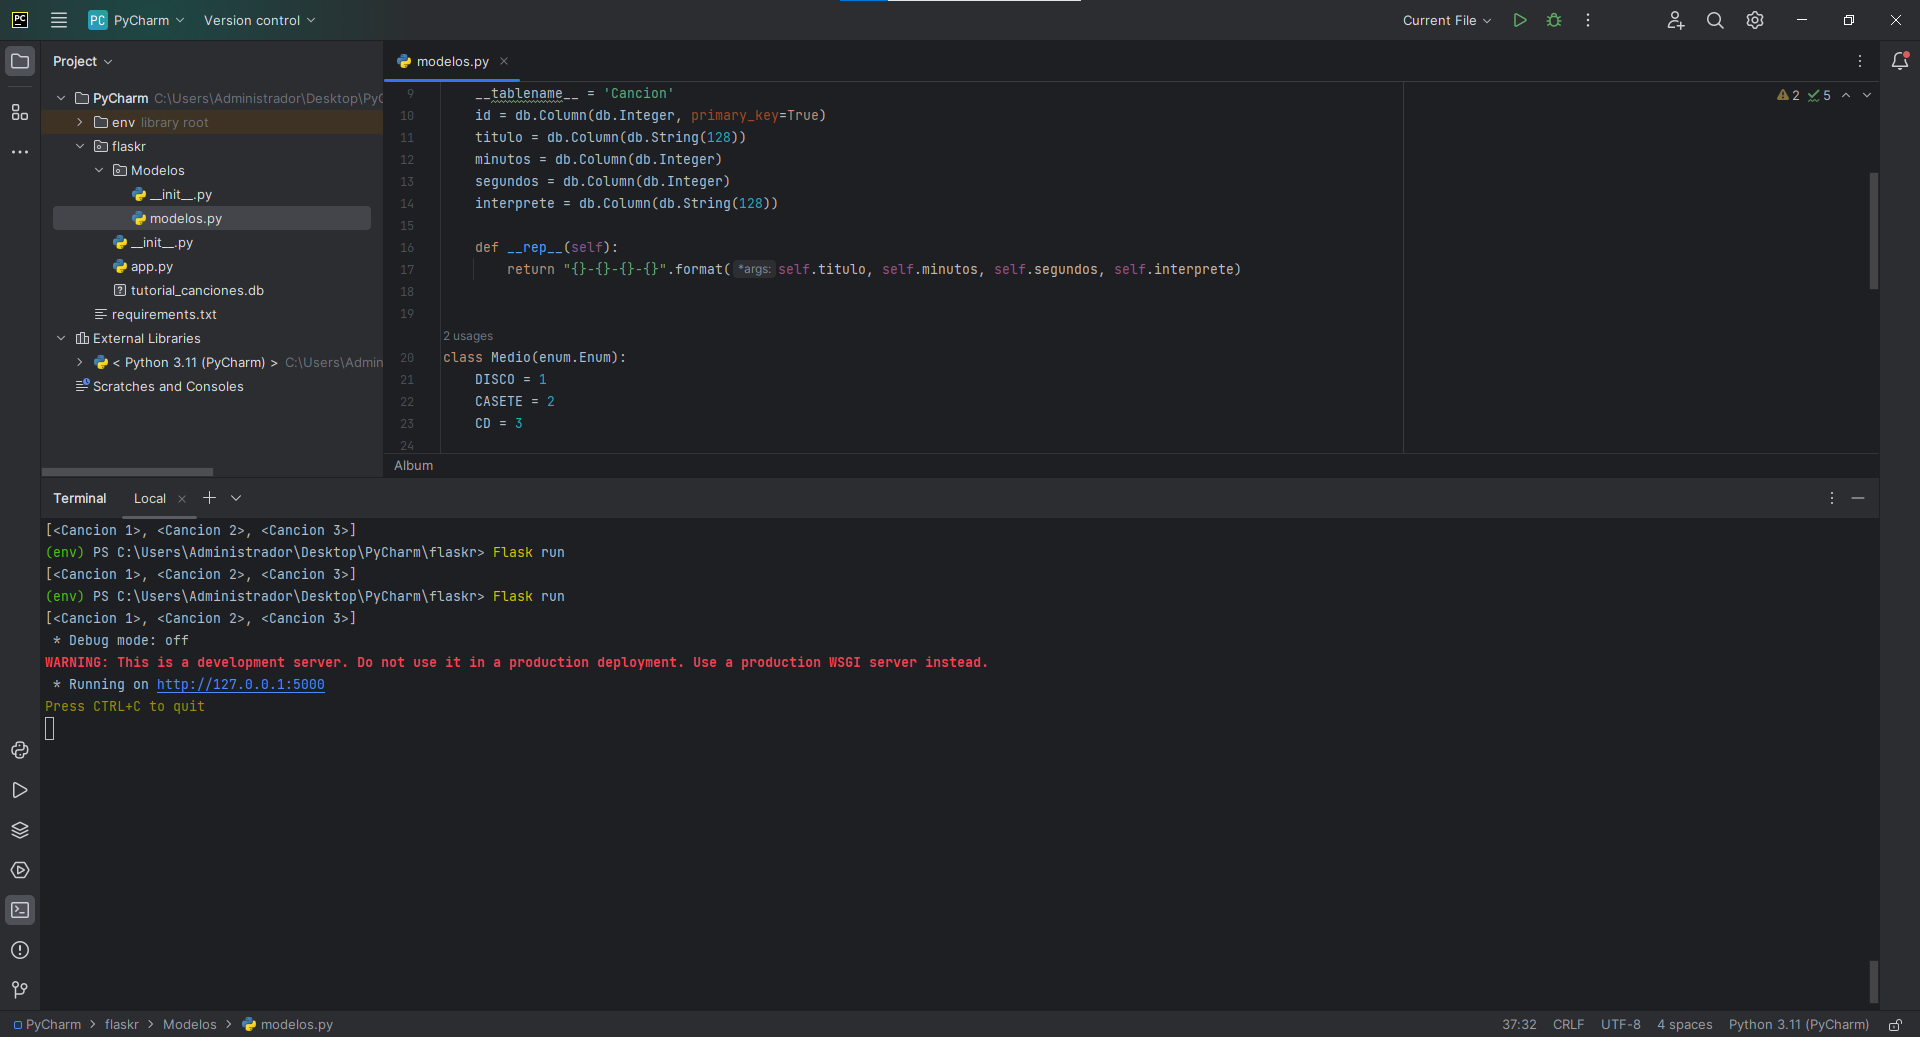 PC PC PyCharm Version control Current File
Project
PyCharm C:\Users\Administrador\Desktop\PyC
env library root
flaskr
Modelos
__init__.py
modelos.py
__init__.py
app.py
tutorial_canciones.db
requirements.txt
External Libraries
< Python 3.11 (PyCharm) > C:\Users\Admin
Scratches and Consoles
modelos.py
2 5
9 __tablename__ = 'Cancion'
10 id = db.Column(db.Integer, primary_key=True)
11 titulo = db.Column(db.String(128))
12 minutos = db.Column(db.Integer)
13 segundos = db.Column(db.Integer)
14 interprete = db.Column(db.String(128))
15
16 def __rep__(self):
17 return "{}-{}-{}-{}".format( *args: self.titulo, self.minutos, self.segundos, self.interprete)
18
19
2 usages
20 class Medio(enum.Enum):
21 DISCO = 1
22 CASETE = 2
23 CD = 3
24
Album
Terminal Local
[<Cancion 1>, <Cancion 2>, <Cancion 3>]
(env) PS C:\Users\Administrador\Desktop\PyCharm\flaskr> Flask run
[<Cancion 1>, <Cancion 2>, <Cancion 3>]
(env) PS C:\Users\Administrador\Desktop\PyCharm\flaskr> Flask run
[<Cancion 1>, <Cancion 2>, <Cancion 3>]
* Debug mode: off
WARNING: This is a development server. Do not use it in a production deployment. Use a production WSGI server instead.
* Running on http://127.0.0.1:5000
Press CTRL+C to quit
PyCharm > flaskr > Modelos > modelos.py 37:32 CRLF UTF-8 4 spaces Python 3.11 (PyCharm)